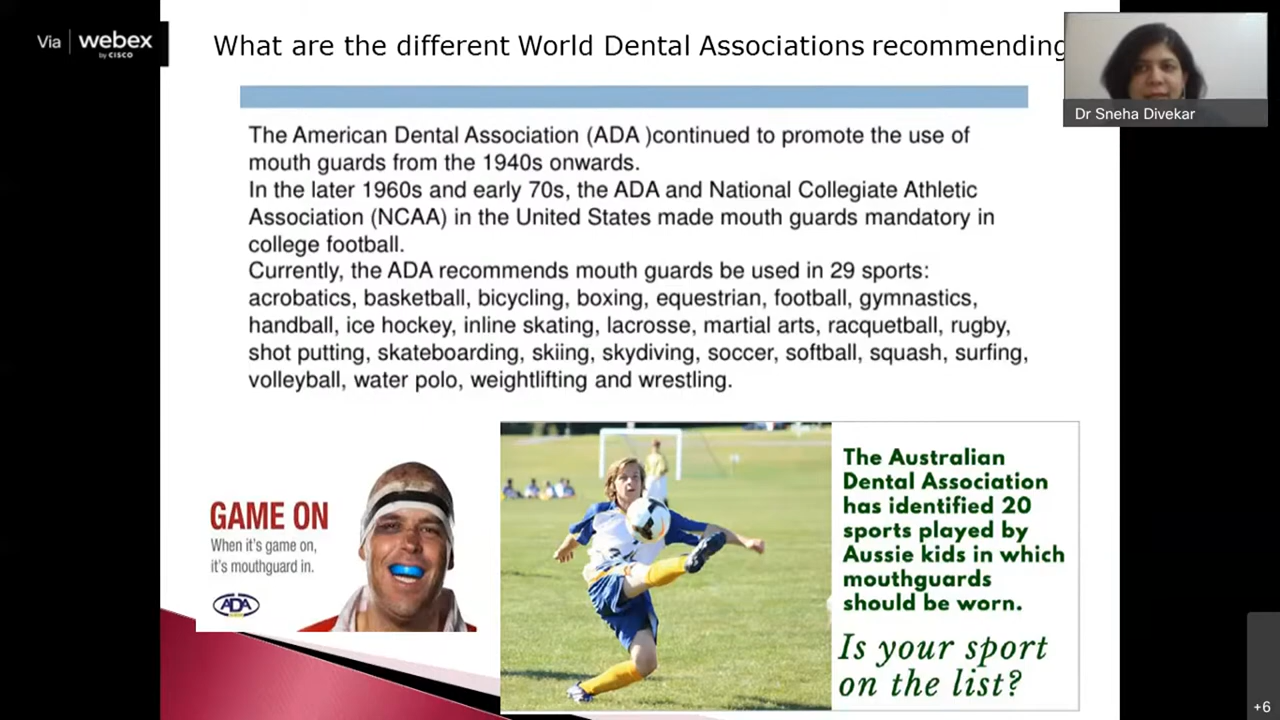 Via webex
by CISCO
What are the different World Dental Associations recommending
Dr Sneha Divekar
The American Dental Association (ADA )continued to promote the use of
mouth guards from the 1940s onwards.
In the later 1960s and early 70s, the ADA and National Collegiate Athletic
Association (NCAA) in the United States made mouth guards mandatory in
college football.
Currently, the ADA recommends mouth guards be used in 29 sports:
acrobatics, basketball, bicycling, boxing, equestrian, football, gymnastics,
handball, ice hockey, inline skating, lacrosse, martial arts, racquetball, rugby,
shot putting, skateboarding, skiing, skydiving, soccer, softball, squash, surfing,
volleyball, water polo, weightlifting and wrestling.
GAME ON
When it's game on,
it's mouthguard in.
ADA
The Australian
Dental Association
has identified 20
sports played by
Aussie kids in which
mouthguards
should be worn.
Is your sport
on the list?
+6